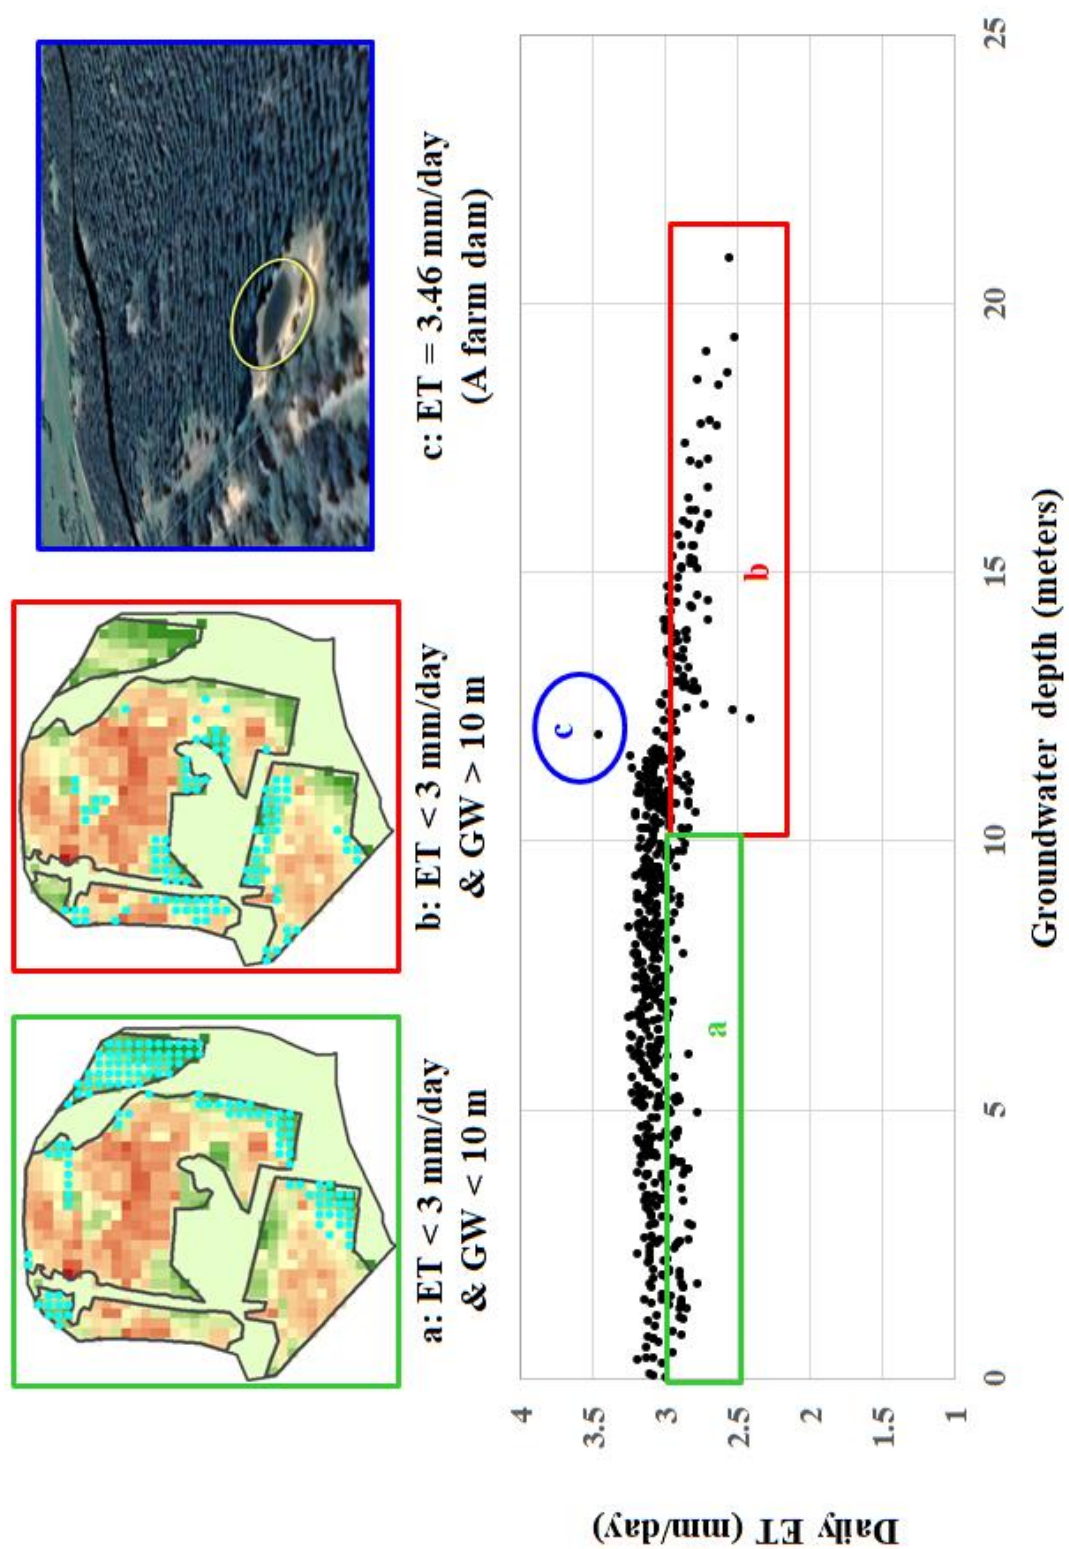 a: ET < 3 mm/day
& GW < 10 m
b: ET < 3 mm/day
& GW > 10 m
c: ET = 3.46 mm/day
(A farm dam)
Daily ET (mm/day)
4
3.5
3
2.5
2
1.5
1
c
a
b
0
5
10
15
20
25
Groundwater depth (meters)